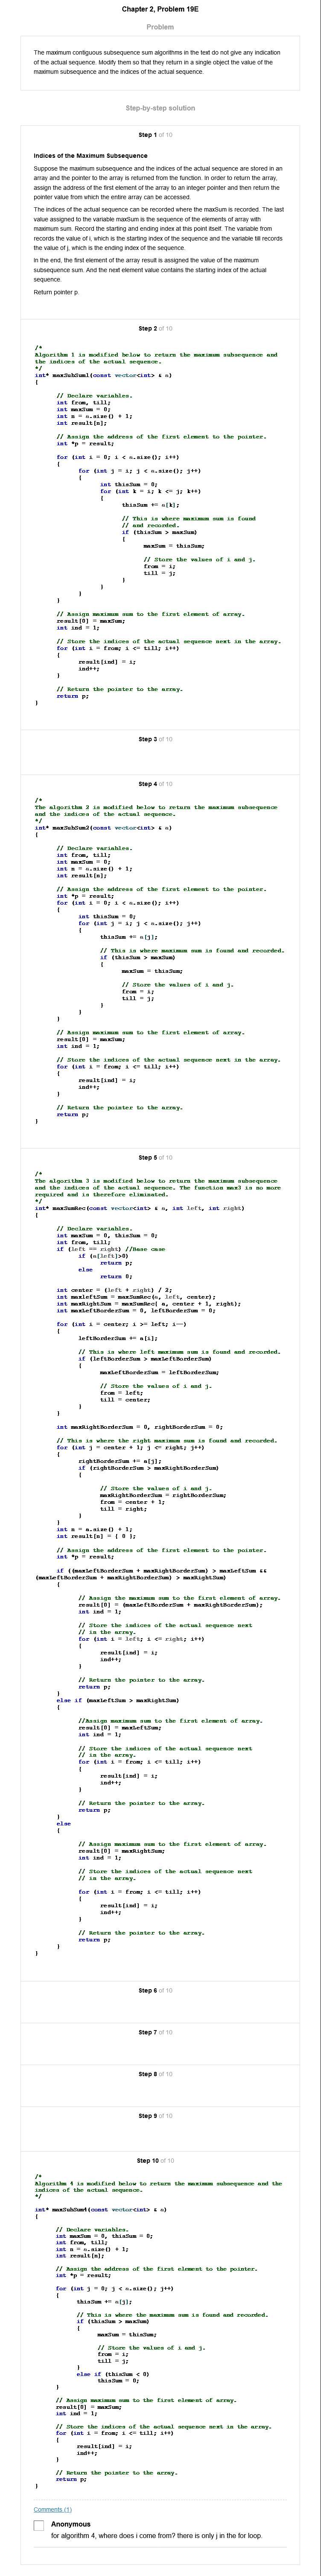 Chapter 2, Problem 19E
Problem
The maximum contiguous subsequence sum algorithms in the text do not give any indication
of the actual sequence. Modify them so that they return in a single object the value of the
maximum subsequence and the indices of the actual sequence.
Step-by-step solution
Step 1 of 10
Indices of the Maximum Subsequence
Suppose the maximum subsequence and the indices of the actual sequence are stored in an
array and the pointer to the array is returned from the function. In order to return the array,
assign the address of the first element of the array to an integer pointer and then return the
pointer value from which the entire array can be accessed.
The indices of the actual sequence can be recorded where the maxSum is recorded. The last
value assigned to the variable maxSum is the sequence of the elements of array with
maximum sum. Record the starting and ending index at this point itself. The variable from
records the value of i, which is the starting index of the sequence and the variable till records
the value of j, which is the ending index of the sequence.
In the end, the first element of the array result is assigned the value of the maximum
subsequence sum. And the next element value contains the starting index of the actual
sequence.
Return pointer p.
Step 2 of 10
/*
Algorithm 1 is modified below to return the maximum subsequence and
the indices of the actual sequence.
*/
int* maxSubSum1(const vector<int> & a)
{
// Declare variables.
int from, till;
int maxSum = 0;
int n = a.size() + 1;
int result[n];
// Assign the address of the first element to the pointer.
int *p = result;
for (int i = 0; i < a.size(); i++)
{
for (int j = i; j < a.size(); j++)
{
int thisSum = 0;
for (int k = i; k <= j; k++)
{
thisSum += a[k];
// This is where maximum sum is found
// and recorded.
if (thisSum > maxSum)
{
maxSum = thisSum;
// Store the values of i and j.
from = i;
till = j;
}
}
}
}
// Assign maximum sum to the first element of array.
result[0] = maxSum;
int ind = 1;
// Store the indices of the actual sequence next in the array.
for (int i = from; i <= till; i++)
{
result[ind] = i;
ind++;
}
// Return the pointer to the array.
return p;
}
Step 3 of 10
Step 4 of 10
/*
The algorithm 2 is modified below to return the maximum subsequence
and the indices of the actual sequence.
*/
int* maxSubSum2(const vector<int> & a)
{
// Declare variables.
int from, till;
int maxSum = 0;
int n = a.size() + 1;
int result[n];
// Assign the address of the first element to the pointer.
int *p = result;
for (int i = 0; i < a.size(); i++)
{
int thisSum = 0;
for (int j = i; j < a.size(); j++)
{
thisSum += a[j];
// This is where maximum sum is found and recorded.
if (thisSum > maxSum)
{
maxSum = thisSum;
// Store the values of i and j.
from = i;
till = j;
}
}
}
// Assign maximum sum to the first element of array.
result[0] = maxSum;
int ind = 1;
// Store the indices of the actual sequence next in the array.
for (int i = from; i <= till; i++)
{
result[ind] = i;
ind++;
}
// Return the pointer to the array.
return p;
}
Step 5 of 10
/*
The algorithm 3 is modified below to return the maximum subsequence
and the indices of the actual sequence. The function max3 is no more
required and is therefore eliminated.
*/
int* maxSumRec(const vector<int> & a, int left, int right)
{
// Declare variables.
int maxSum = 0, thisSum = 0;
int from, till;
if (left == right) //Base case
if (a[left]>0)
return p;
else
return 0;
int center = (left + right) / 2;
int maxLeftSum = maxSumRec(a, left, center);
int maxRightSum = maxSumRec( a, center + 1, right);
int maxLeftBorderSum = 0, leftBorderSum = 0;
for (int i = center; i >= left; i--)
{
leftBorderSum += a[i];
// This is where left maximum sum is found and recorded.
if (leftBorderSum > maxLeftBorderSum)
{
maxLeftBorderSum = leftBorderSum;
// Store the values of i and j.
from = left;
till = center;
}
}
int maxRightBorderSum = 0, rightBorderSum = 0;
// This is where the right maximum sum is found and recorded.
for (int j = center + 1; j <= right; j++)
{
rightBorderSum += a[j];
if (rightBorderSum > maxRightBorderSum)
{
// Store the values of i and j.
maxRightBorderSum = rightBorderSum;
from = center + 1;
till = right;
}
}
int n = a.size() + 1;
int result[n] = { 0 };
// Assign the address of the first element to the pointer.
int *p = result;
if ((maxLeftBorderSum + maxRightBorderSum) > maxLeftSum &&
(maxLeftBorderSum + maxRightBorderSum) > maxRightSum)
{
// Assign the maximum sum to the first element of array.
result[0] = (maxLeftBorderSum + maxRightBorderSum);
int ind = 1;
// Store the indices of the actual sequence next
// in the array.
for (int i = left; i <= right; i++)
{
result[ind] = i;
ind++;
}
// Return the pointer to the array.
return p;
}
else if (maxLeftSum > maxRightSum)
{
//Assign maximum sum to the first element of array.
result[0] = maxLeftSum;
int ind = 1;
// Store the indices of the actual sequence next
// in the array.
for (int i = from; i <= till; i++)
{
result[ind] = i;
ind++;
}
// Return the pointer to the array.
return p;
}
else
{
// Assign maximum sum to the first element of array.
result[0] = maxRightSum;
int ind = 1;
// Store the indices of the actual sequence next
// in the array.
for (int i = from; i <= till; i++)
{
result[ind] = i;
ind++;
}
// Return the pointer to the array.
return p;
}
}
Step 6 of 10
Step 7 of 10
Step 8 of 10
Step 9 of 10
Step 10 of 10
/*
Algorithm 4 is modified below to return the maximum subsequence and the
indices of the actual sequence.
*/
int* maxSubSum4(const vector<int> & a)
{
// Declare variables.
int maxSum = 0, thisSum = 0;
int from, till;
int n = a.size() + 1;
int result[n];
// Assign the address of the first element to the pointer.
int *p = result;
for (int j = 0; j < a.size(); j++)
{
thisSum += a[j];
// This is where the maximum sum is found and recorded.
if (thisSum > maxSum)
{
maxSum = thisSum;
// Store the values of i and j.
from = i;
till = j;
}
else if (thisSum < 0)
thisSum = 0;
}
// Assign maximum sum to the first element of array.
result[0] = maxSum;
int ind = 1;
// Store the indices of the actual sequence next in the array.
for (int i = from; i <= till; i++)
{
result[ind] = i;
ind++;
}
// Return the pointer to the array.
return p;
}
Comments (1)
Anonymous
for algorithm 4, where does i come from? there is only j in the for loop.